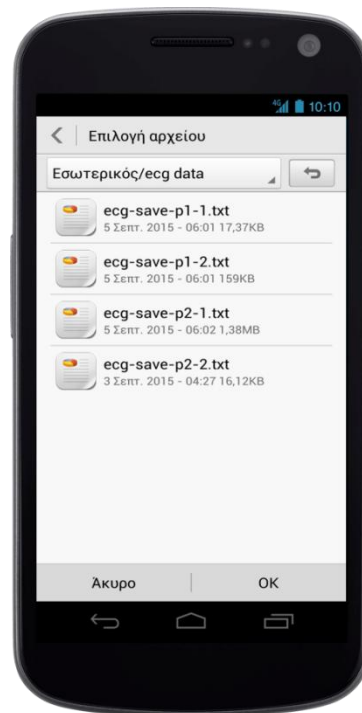 4G 10:10
Επιλογή αρχείου
Εσωτερικός/ecg data
ecg-save-p1-1.txt
5 Σεπτ. 2015 - 06:01 17,37KB
ecg-save-p1-2.txt
5 Σεπτ. 2015 - 06:01 159KB
ecg-save-p2-1.txt
5 Σεπτ. 2015 - 06:02 1,38MB
ecg-save-p2-2.txt
3 Σεπτ. 2015 - 04:27 16,12KB
Άκυρο OK